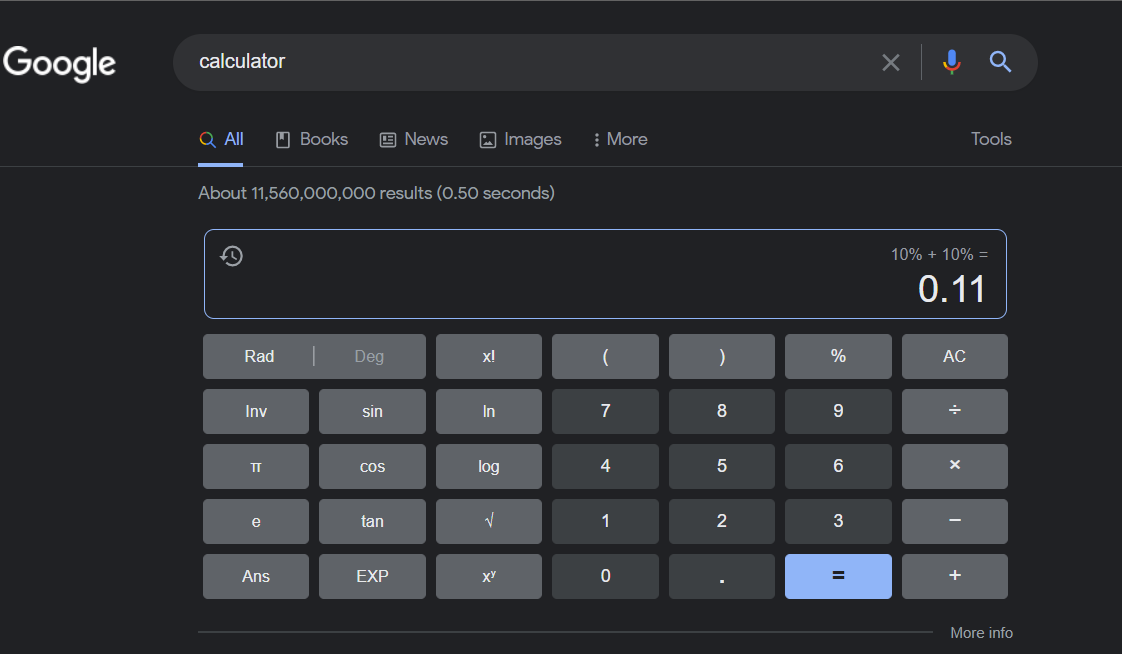 Google calculator
All Books News Images More Tools
About 11,560,000,000 results (0.50 seconds)
10% + 10% =
0.11
Rad | Deg x! ( ) % AC
Inv sin ln 7 8 9 ÷
π cos log 4 5 6 ×
e tan √ 1 2 3 −
Ans EXP xʸ 0 . = +
More info